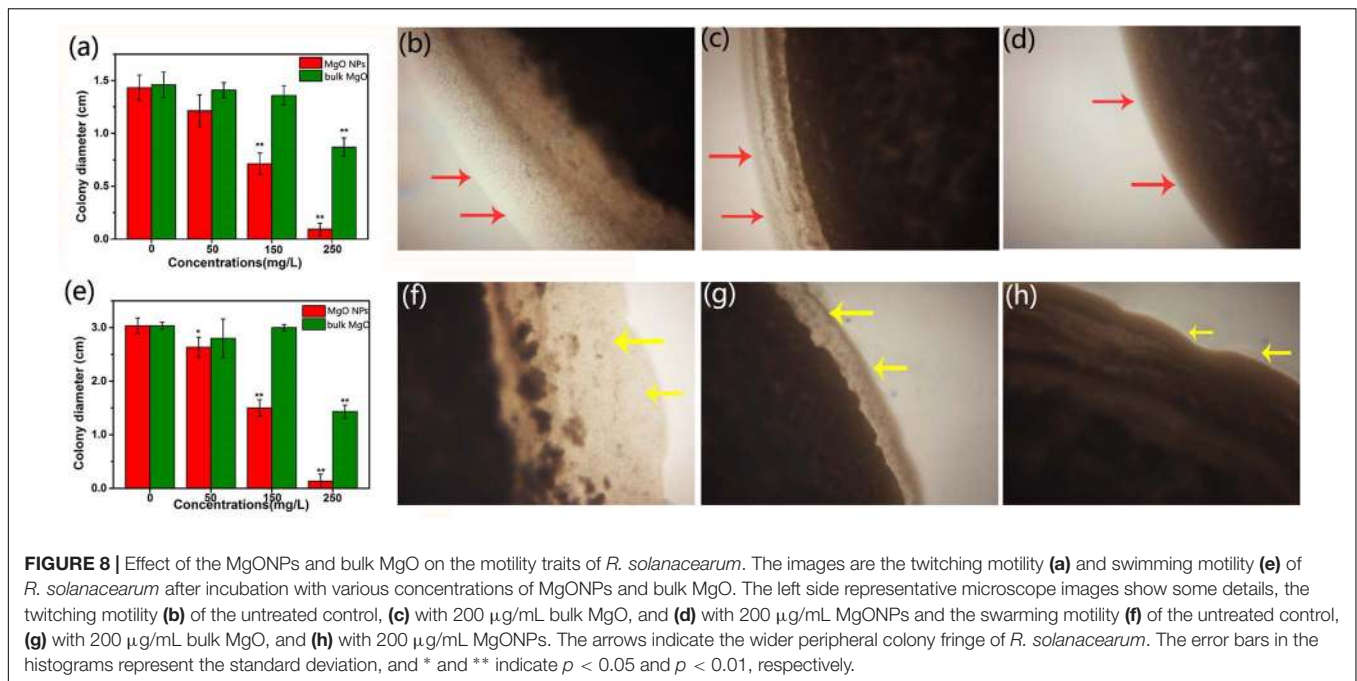 (a)
MgO NPs
bulk MgO
1.5
1.0
0.5
0.0
Colony diameter (cm)
**
**
**
0 50 150 250
Concentrations(mg/L)
(b)
(c)
(d)
(e)
MgO NPs
bulk MgO
3.0
2.0
1.0
0.0
Colony diameter (cm)
*
**
**
**
0 50 150 250
Concentrations(mg/L)
(f)
(g)
(h)
FIGURE 8 | Effect of the MgONPs and bulk MgO on the motility traits of R. solanacearum. The images are the twitching motility (a) and swimming motility (e) of
R. solanacearum after incubation with various concentrations of MgONPs and bulk MgO. The left side representative microscope images show some details, the
twitching motility (b) of the untreated control, (c) with 200 μg/mL bulk MgO, and (d) with 200 μg/mL MgONPs and the swarming motility (f) of the untreated control,
(g) with 200 μg/mL bulk MgO, and (h) with 200 μg/mL MgONPs. The arrows indicate the wider peripheral colony fringe of R. solanacearum. The error bars in the
histograms represent the standard deviation, and * and ** indicate p < 0.05 and p < 0.01, respectively.